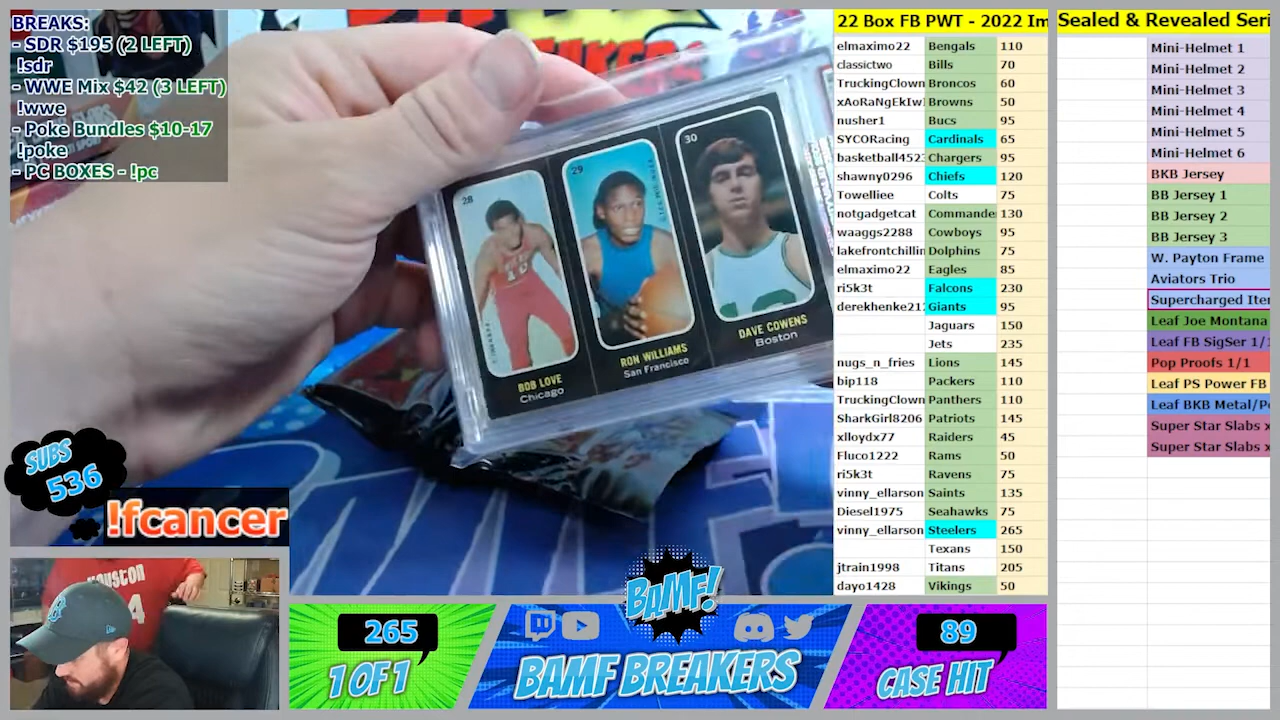 BREAKS:
- SDR $195 (2 LEFT)
!sdr
- WWE Mix $42 (3 LEFT)
!wwe
- Poke Bundles $10-17
!poke
- PC BOXES - !pc
28
BOB LOVE
Chicago
29
RON WILLIAMS
San Francisco
30
DAVE COWENS
Boston
SUBS
536
!fcancer
265
1 OF 1
BAMF!
BAMF BREAKERS
89
CASE HIT
22 Box FB PWT - 2022 Im
elmaximo22 Bengals 110
classictwo Bills 70
TruckingClown Broncos 60
xAoRaNgEkIw Browns 50
nusher1 Bucs 95
SYCORacing Cardinals 65
basketball452 Chargers 95
shawny0296 Chiefs 120
Towelliee Colts 75
notgadgetcat Commande 130
waaggs2288 Cowboys 95
lakefrontchillin Dolphins 75
elmaximo22 Eagles 85
ri5k3t Falcons 230
derekhenke21 Giants 95
Jaguars 150
Jets 235
nugs_n_fries Lions 145
bip118 Packers 110
TruckingClown Panthers 110
SharkGirl8206 Patriots 145
xlloydx77 Raiders 45
Fluco1222 Rams 50
ri5k3t Ravens 75
vinny_ellarson Saints 135
Diesel1975 Seahawks 75
vinny_ellarson Steelers 265
Texans 150
jtrain1998 Titans 205
dayo1428 Vikings 50
Sealed & Revealed Seri
Mini-Helmet 1
Mini-Helmet 2
Mini-Helmet 3
Mini-Helmet 4
Mini-Helmet 5
Mini-Helmet 6
BKB Jersey
BB Jersey 1
BB Jersey 2
BB Jersey 3
W. Payton Frame
Aviators Trio
Supercharged Iter
Leaf Joe Montana
Leaf FB SigSer 1/1
Pop Proofs 1/1
Leaf PS Power FB
Leaf BKB Metal/P
Super Star Slabs x
Super Star Slabs x